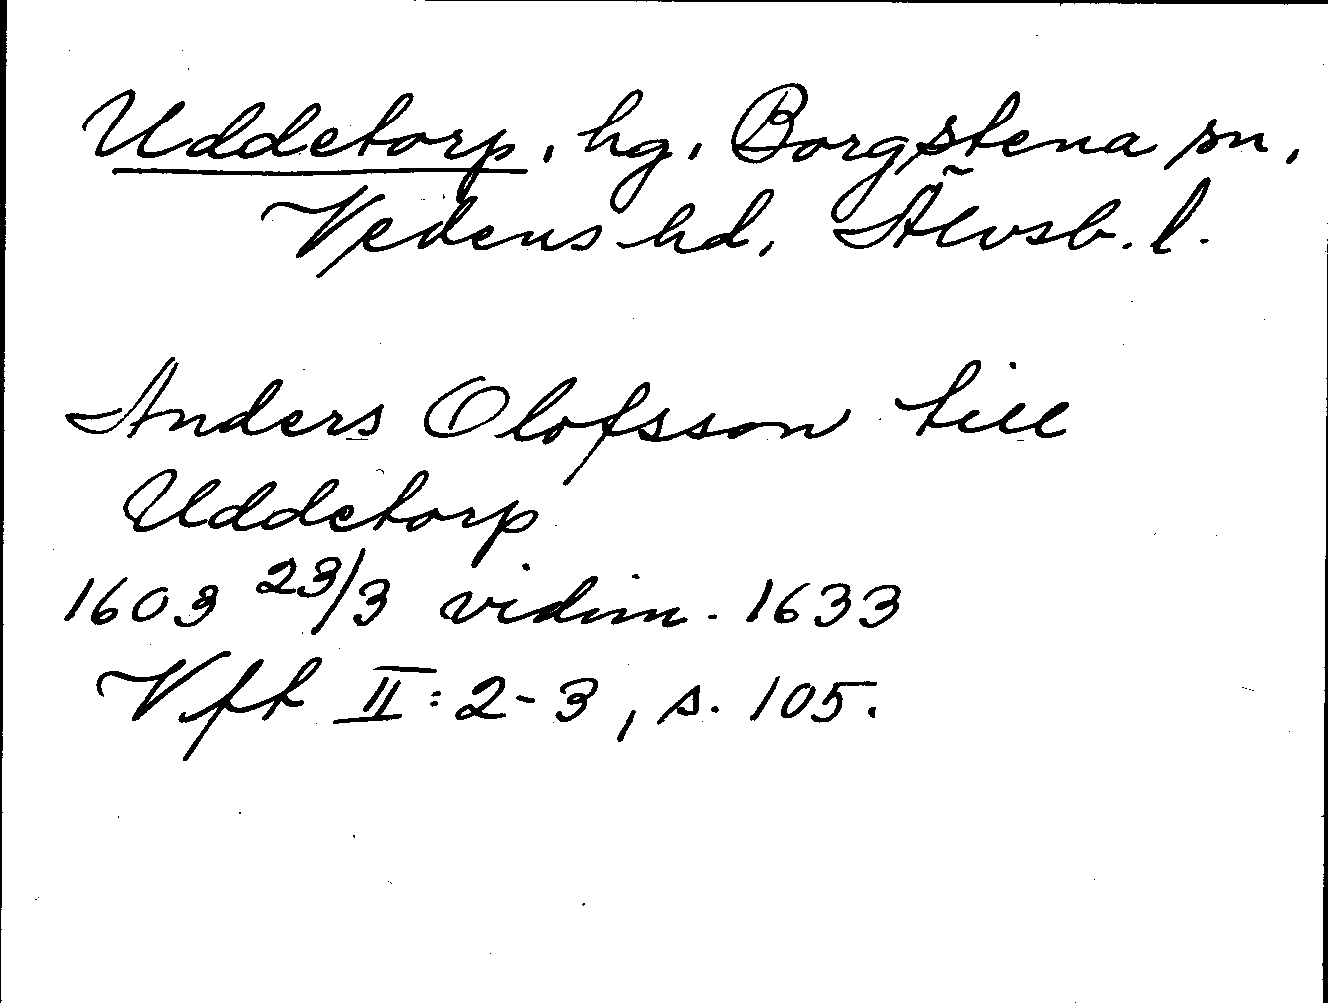 Uddetorp, hg, Borgstena sn,
Vedens hd, Älvsb. l.
Anders Olofsson till
Uddetorp
1603 23/3 vidim. 1633
Vft II: 2-3, s. 105.